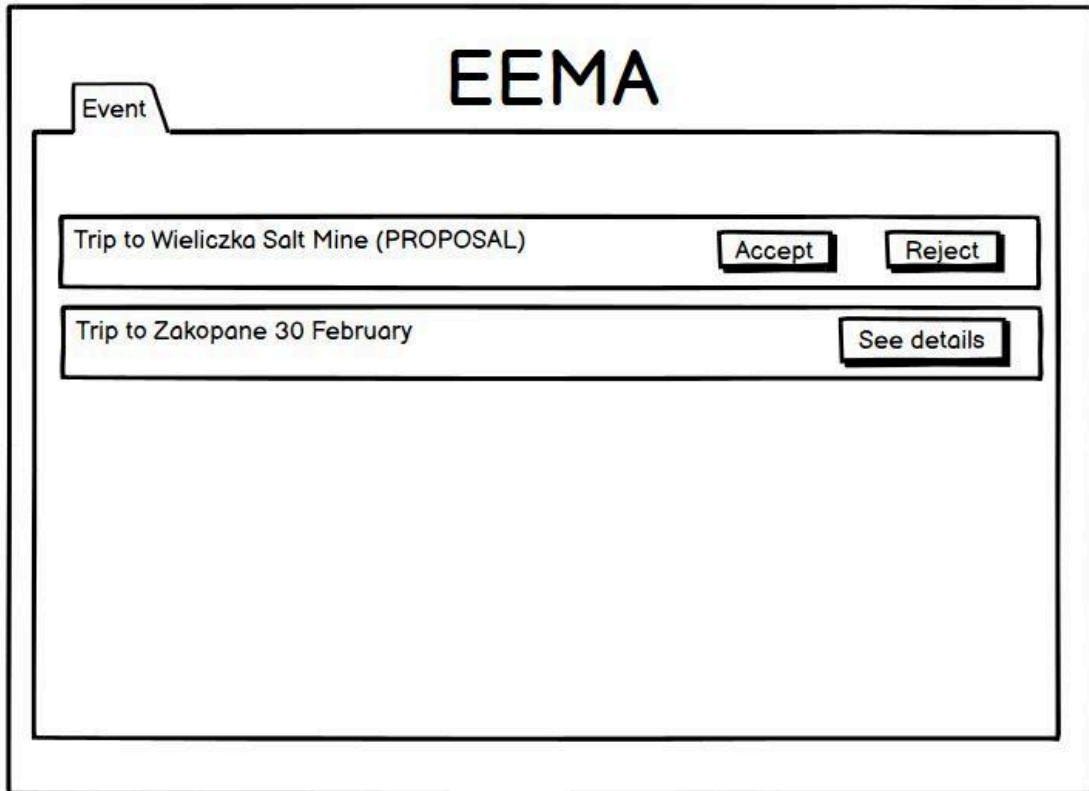 EEMA
Event
Trip to Wieliczka Salt Mine (PROPOSAL)
Accept
Reject
Trip to Zakopane 30 February
See details